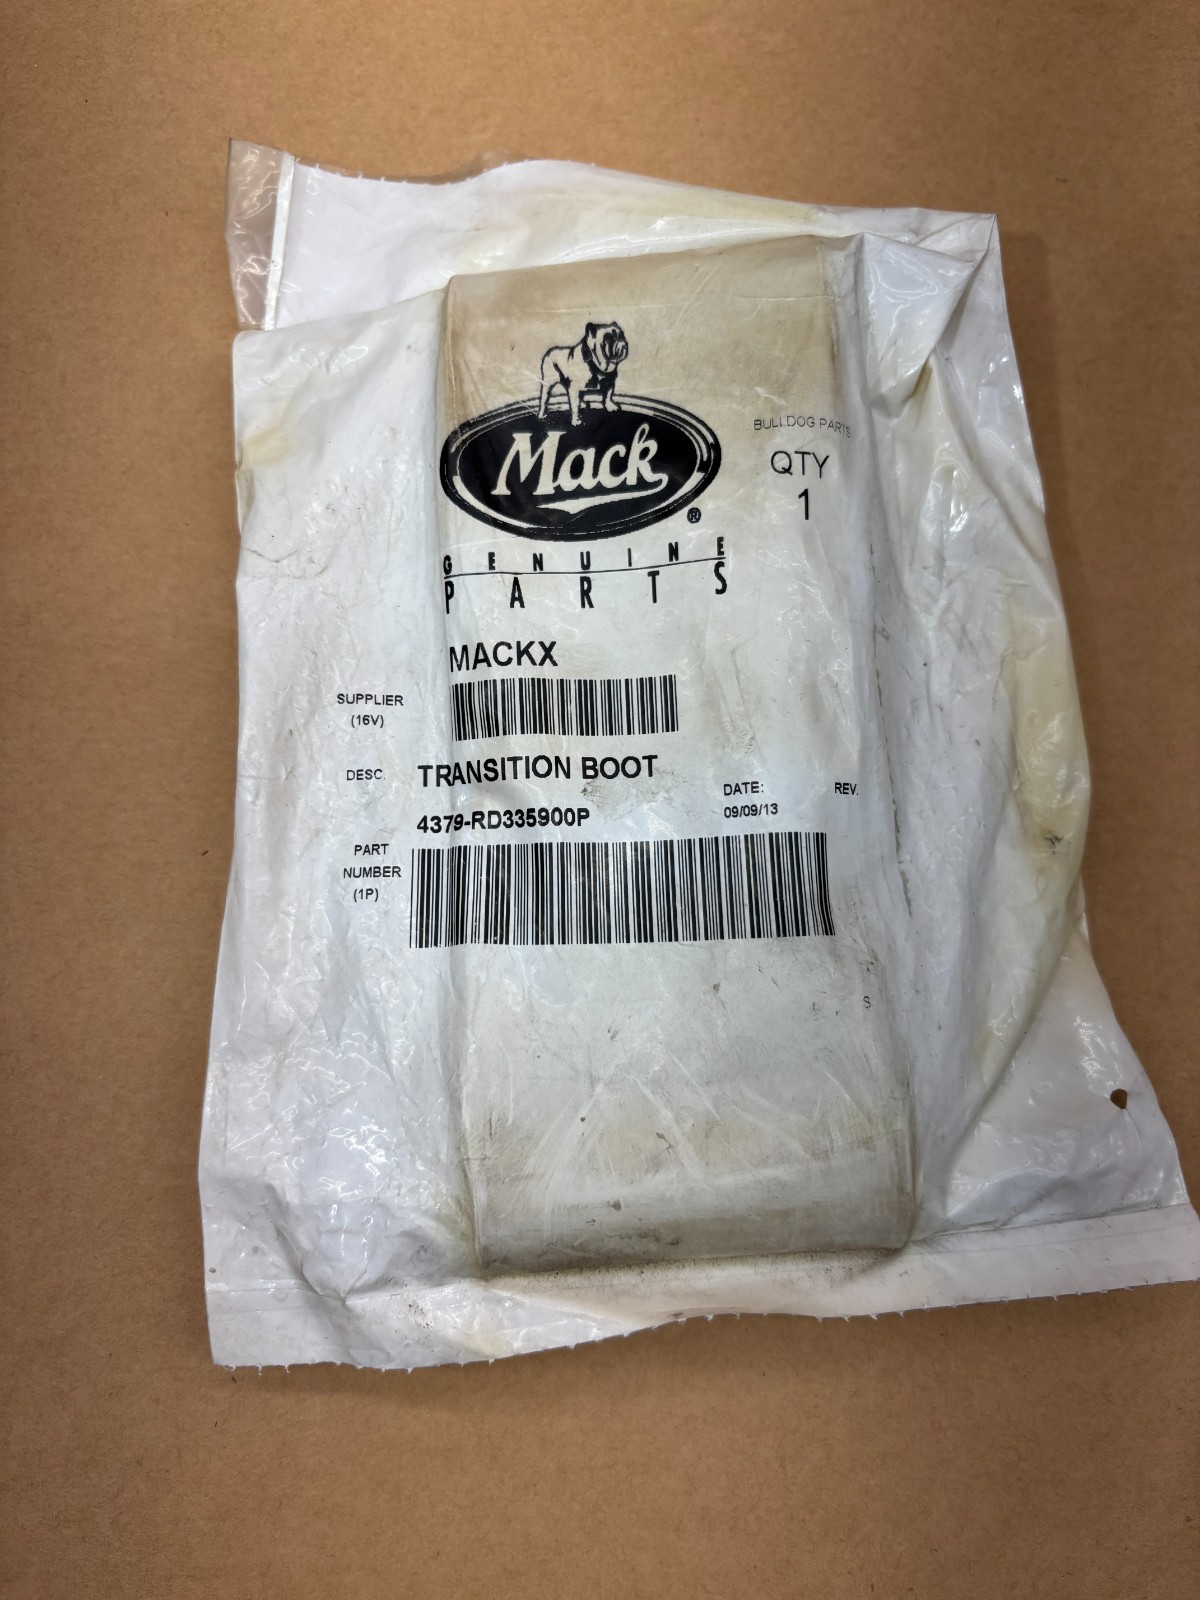 Mack
®
GENUINE
PARTS
BULLDOG PARTS
QTY
1
MACKX
SUPPLIER
(16V)
DESC.
TRANSITION BOOT
DATE:
REV.
4379-RD335900P
09/09/13
PART
NUMBER
(1P)
S